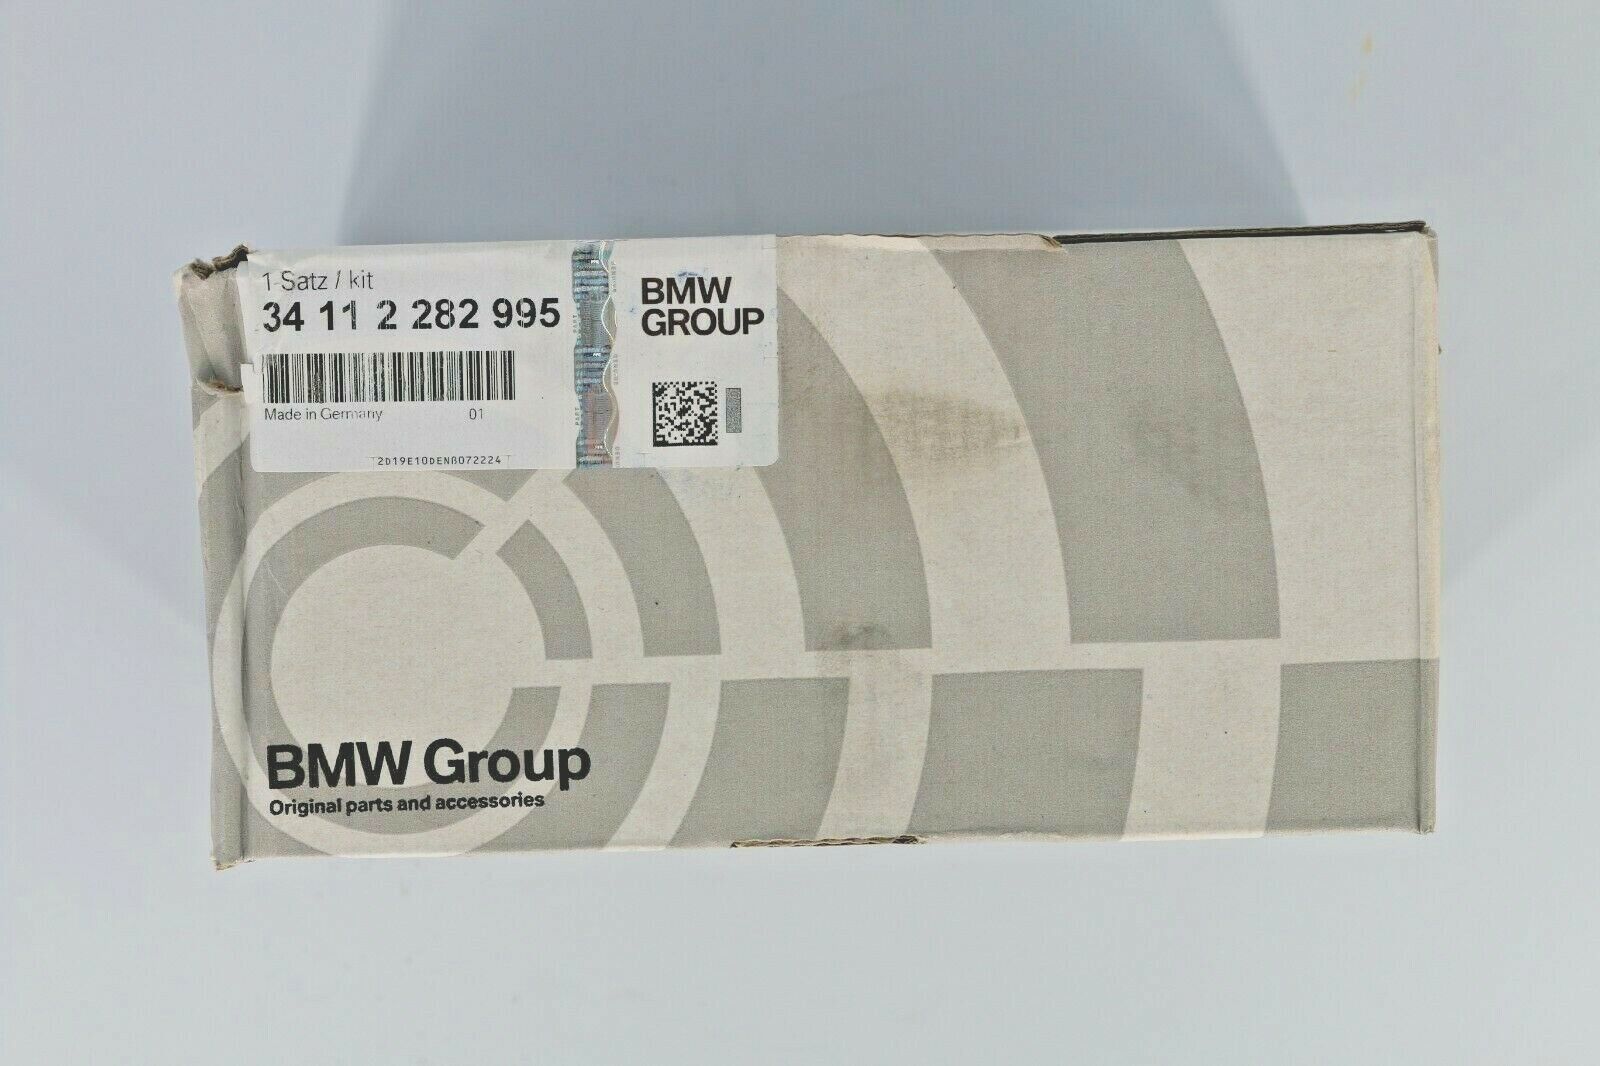 1 Satz / kit
34 11 2 282 995
Made in Germany 01
2D19E10DENB072224
BMW
GROUP
BMW Group
Original parts and accessories